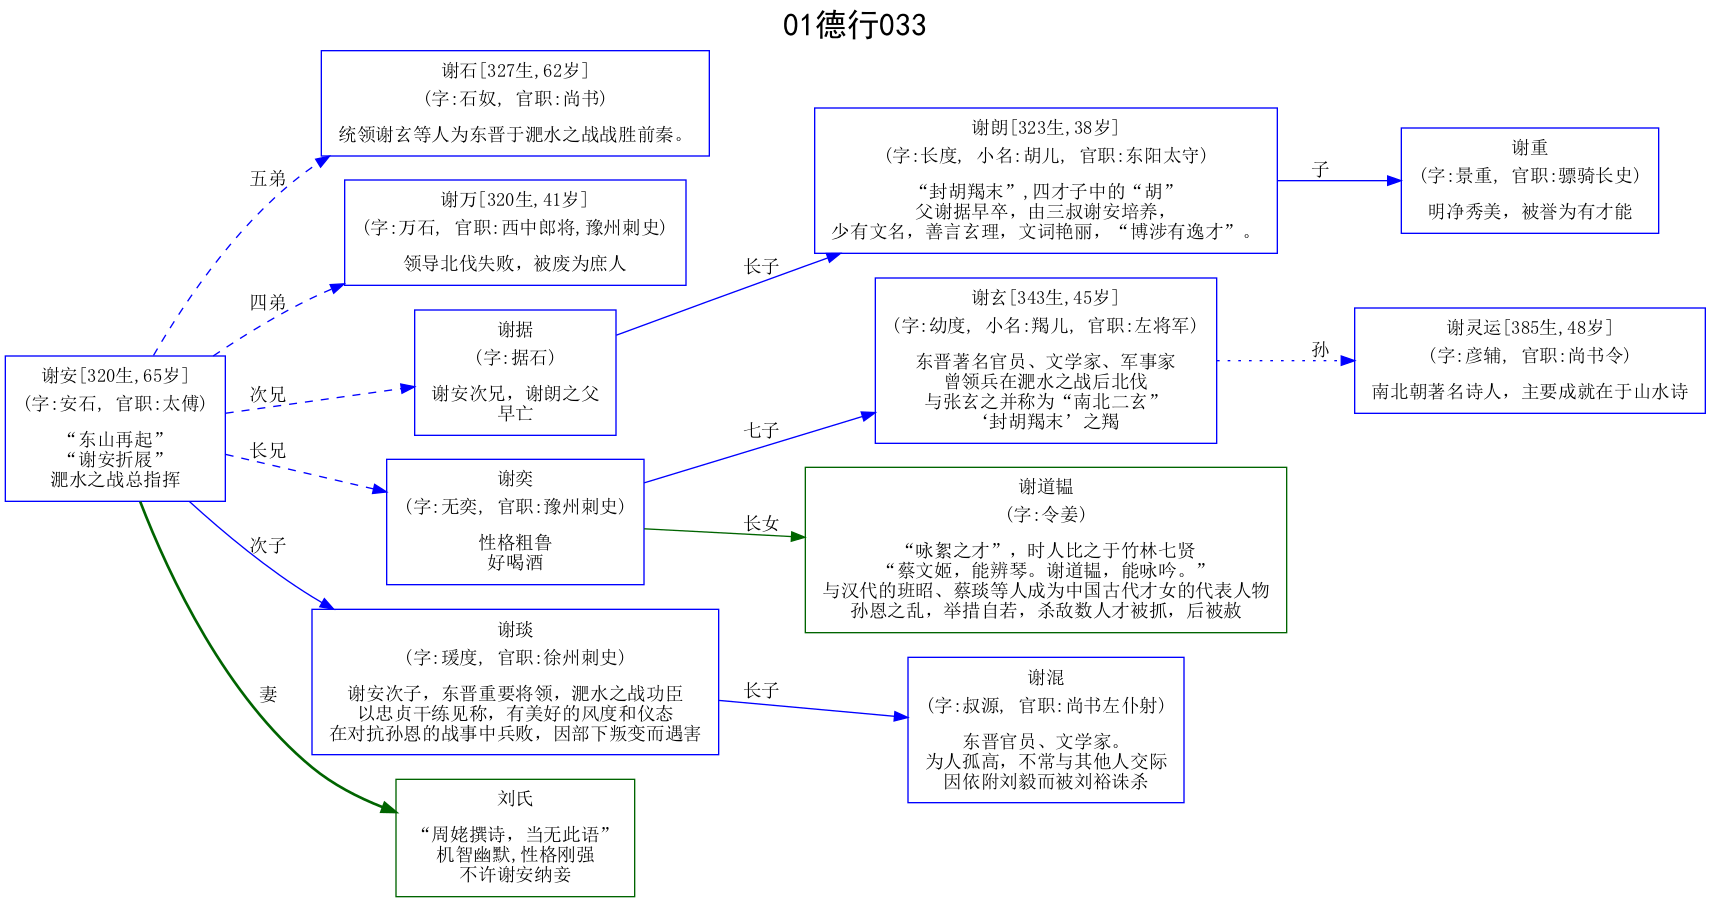 01德行033
谢石[327生,62岁]
(字:石奴, 官职:尚书)
统领谢玄等人为东晋于淝水之战战胜前秦。
五弟
谢万[320生,41岁]
(字:万石, 官职:西中郎将,豫州刺史)
领导北伐失败，被废为庶人
四弟
谢安[320生,65岁]
(字:安石, 官职:太傅)
“东山再起”
“谢安折屐”
淝水之战总指挥
次兄
谢据
(字:据石)
谢安次兄，谢朗之父
早亡
长兄
谢奕
(字:无奕, 官职:豫州刺史)
性格粗鲁
好喝酒
次子
谢琰
(字:瑗度, 官职:徐州刺史)
谢安次子，东晋重要将领，淝水之战功臣
以忠贞干练见称，有美好的风度和仪态
在对抗孙恩的战事中兵败，因部下叛变而遇害
妻
刘氏
“周姥撰诗，当无此语”
机智幽默,性格刚强
不许谢安纳妾
长子
谢朗[323生,38岁]
(字:长度, 小名:胡儿, 官职:东阳太守)
“封胡羯末”,四才子中的“胡”
父谢据早卒，由三叔谢安培养，
少有文名，善言玄理，文词艳丽，“博涉有逸才”。
子
谢重
(字:景重, 官职:骠骑长史)
明净秀美，被誉为有才能
七子
谢玄[343生,45岁]
(字:幼度, 小名:羯儿, 官职:左将军)
东晋著名官员、文学家、军事家
曾领兵在淝水之战后北伐
与张玄之并称为“南北二玄”
‘封胡羯末’之羯
孙
谢灵运[385生,48岁]
(字:彦辅, 官职:尚书令)
南北朝著名诗人，主要成就在于山水诗
长女
谢道韫
(字:令姜)
“咏絮之才”，时人比之于竹林七贤
“蔡文姬，能辨琴。谢道韫，能咏吟。”
与汉代的班昭、蔡琰等人成为中国古代才女的代表人物
孙恩之乱，举措自若，杀敌数人才被抓，后被赦
长子
谢混
(字:叔源, 官职:尚书左仆射)
东晋官员、文学家。
为人孤高，不常与其他人交际
因依附刘毅而被刘裕诛杀